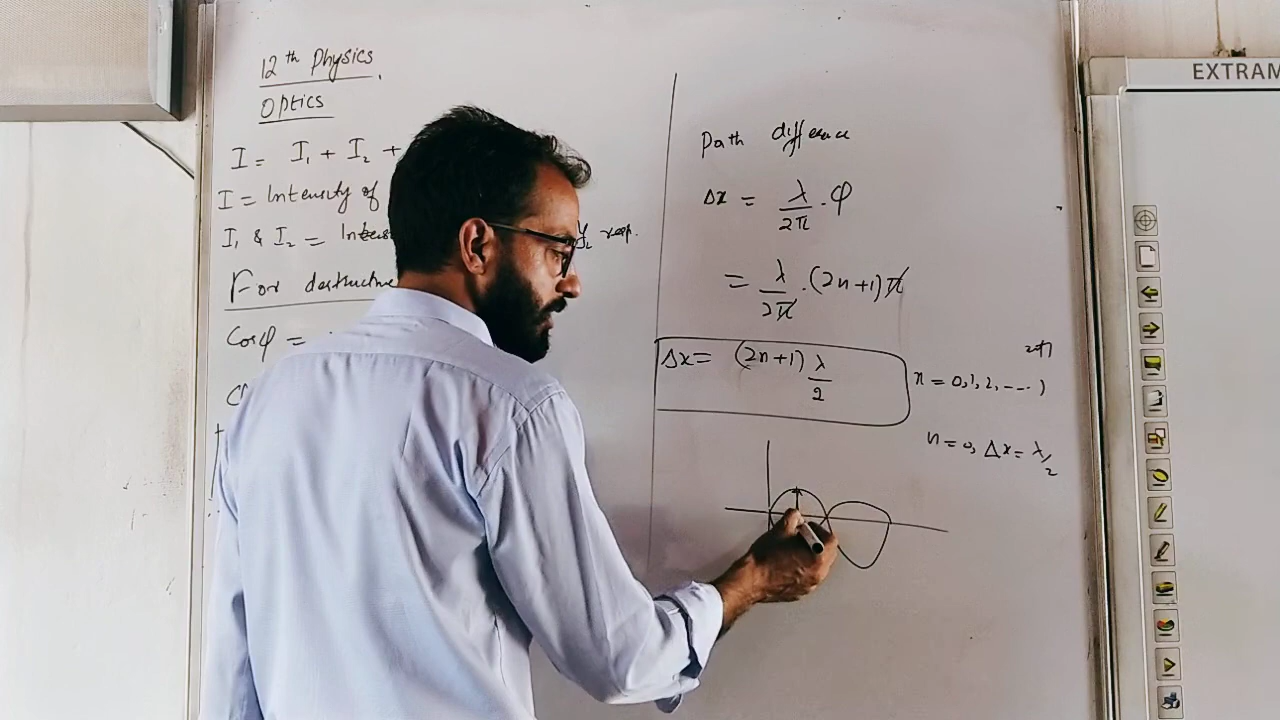 12th Physics
Optics
I = I₁ + I₂ +
I = Intensity of
I₁ & I₂ =
resp.
For destructive
Cosφ =
Path difference
Δx = λ/2π . φ
= λ/2π . (2n+1)π
Δx = (2n+1) λ/2
n = 0,1,2, ----)
n=0, Δx = λ/2
EXTRAM